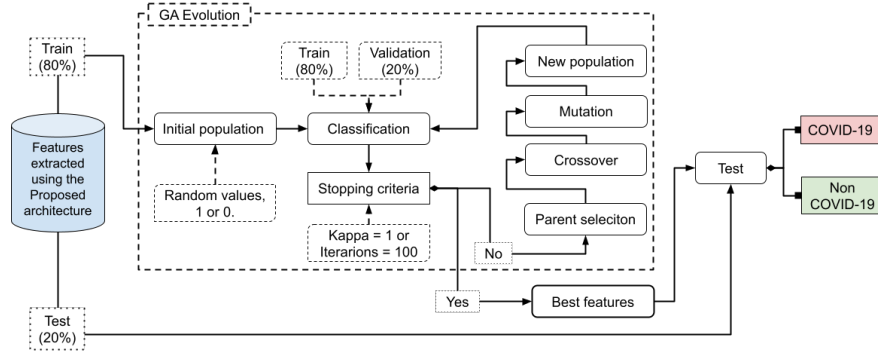 GA Evolution
Train
(80%)
Train
(80%)
Validation
(20%)
New population
Features
extracted
using the
Proposed
architecture
Initial population
Classification
Mutation
COVID-19
Random values,
1 or 0.
Stopping criteria
Crossover
Test
Non
COVID-19
Kappa = 1 or
Iterarions = 100
Parent seleciton
No
Yes
Best features
Test
(20%)